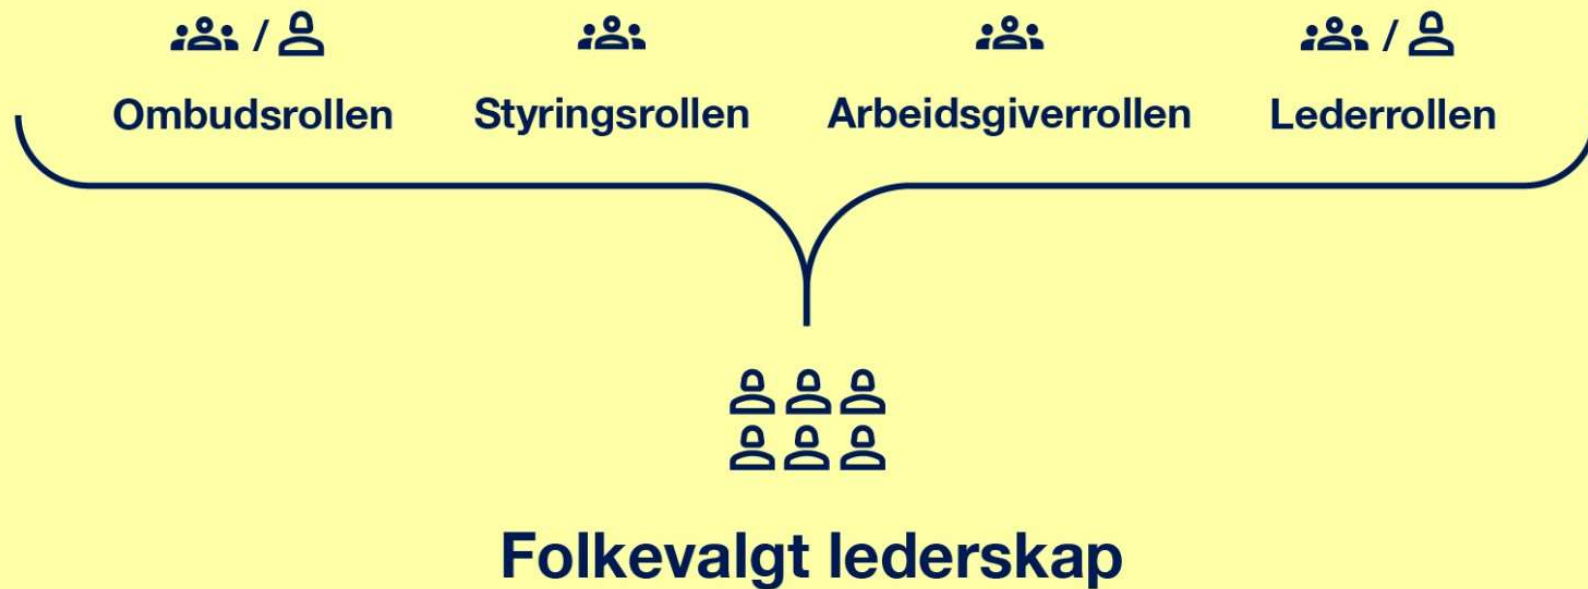 / /
Ombudsrollen Styringsrollen Arbeidsgiverrollen Lederrollen
Folkevalgt lederskap